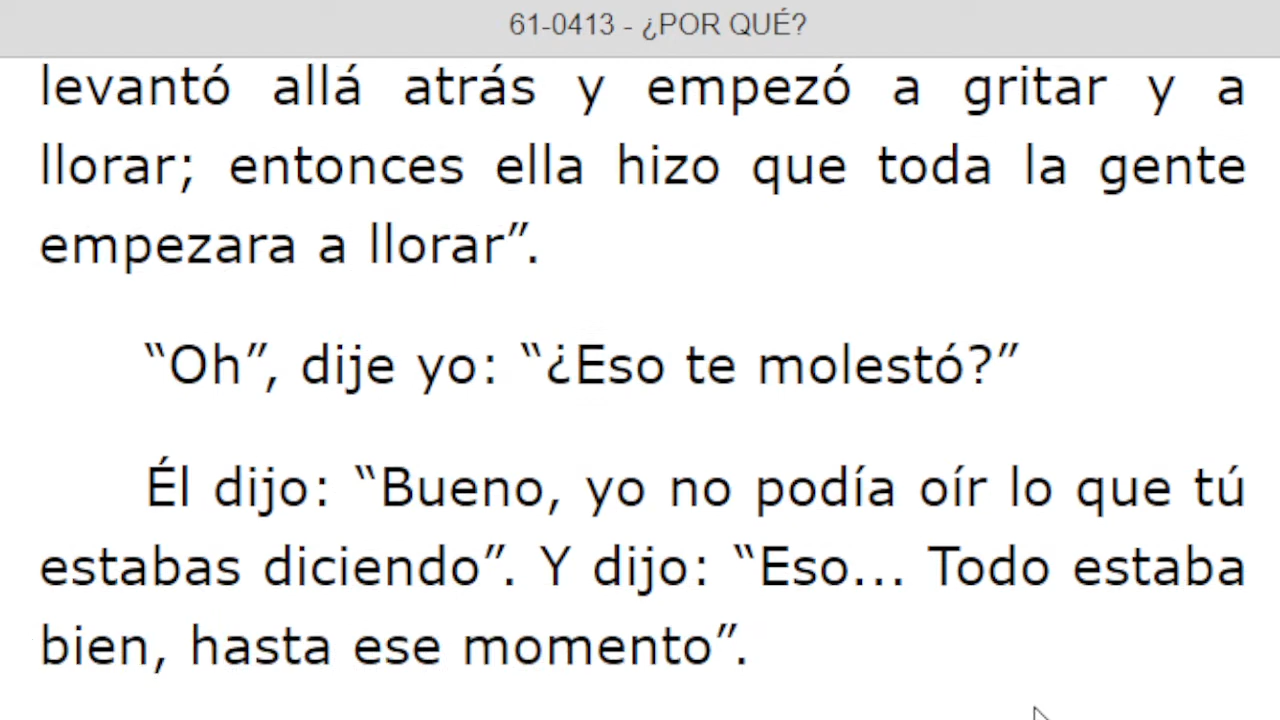 61-0413 - ¿POR QUÉ?
levantó allá atrás y empezó a gritar y a
llorar; entonces ella hizo que toda la gente
empezara a llorar”.
“Oh”, dije yo: “¿Eso te molestó?”
Él dijo: “Bueno, yo no podía oír lo que tú
estabas diciendo”. Y dijo: “Eso... Todo estaba
bien, hasta ese momento”.